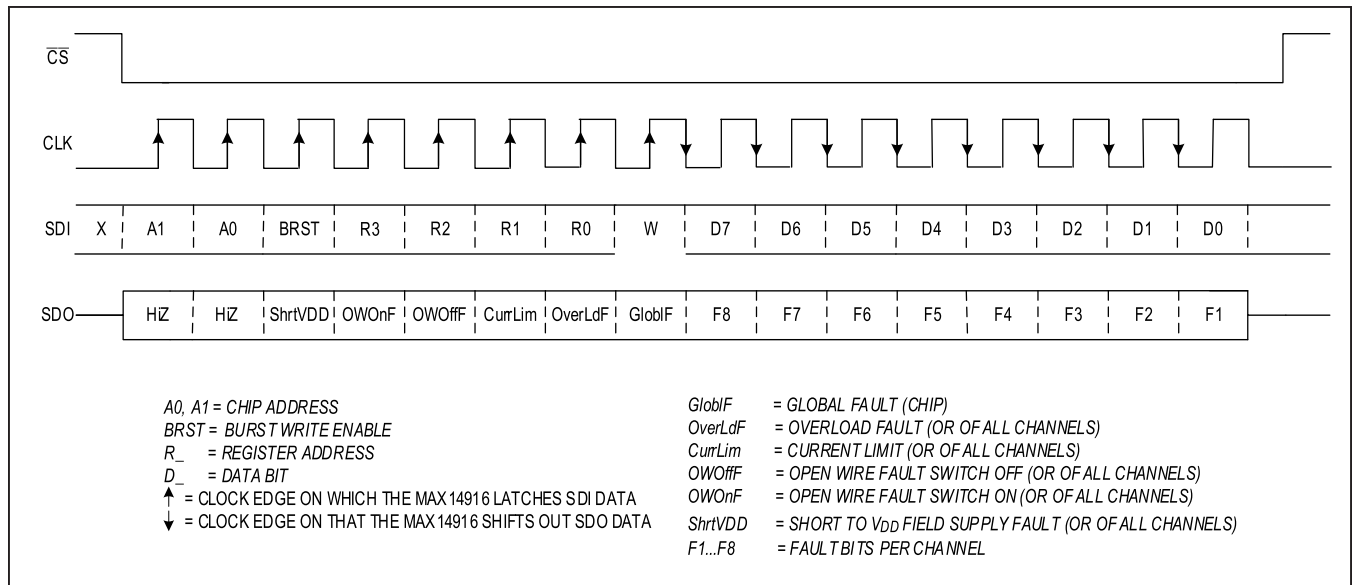 CS
CLK
SDI X A1 A0 BRST R3 R2 R1 R0 W D7 D6 D5 D4 D3 D2 D1 D0
SDO HiZ HiZ ShrtVDD OWOnF OWOffF CurrLim OverLdF GloblF F8 F7 F6 F5 F4 F3 F2 F1
A0, A1 = CHIP ADDRESS
BRST = BURST WRITE ENABLE
R_ = REGISTER ADDRESS
D_ = DATA BIT
↑ = CLOCK EDGE ON WHICH THE MAX14916 LATCHES SDI DATA
↓ = CLOCK EDGE ON THAT THE MAX14916 SHIFTS OUT SDO DATA
GloblF = GLOBAL FAULT (CHIP)
OverLdF = OVERLOAD FAULT (OR OF ALL CHANNELS)
CurrLim = CURRENT LIMIT (OR OF ALL CHANNELS)
OWOffF = OPEN WIRE FAULT SWITCH OFF (OR OF ALL CHANNELS)
OWOnF = OPEN WIRE FAULT SWITCH ON (OR OF ALL CHANNELS)
ShrtVDD = SHORT TO VDD FIELD SUPPLY FAULT (OR OF ALL CHANNELS)
F1...F8 = FAULT BITS PER CHANNEL